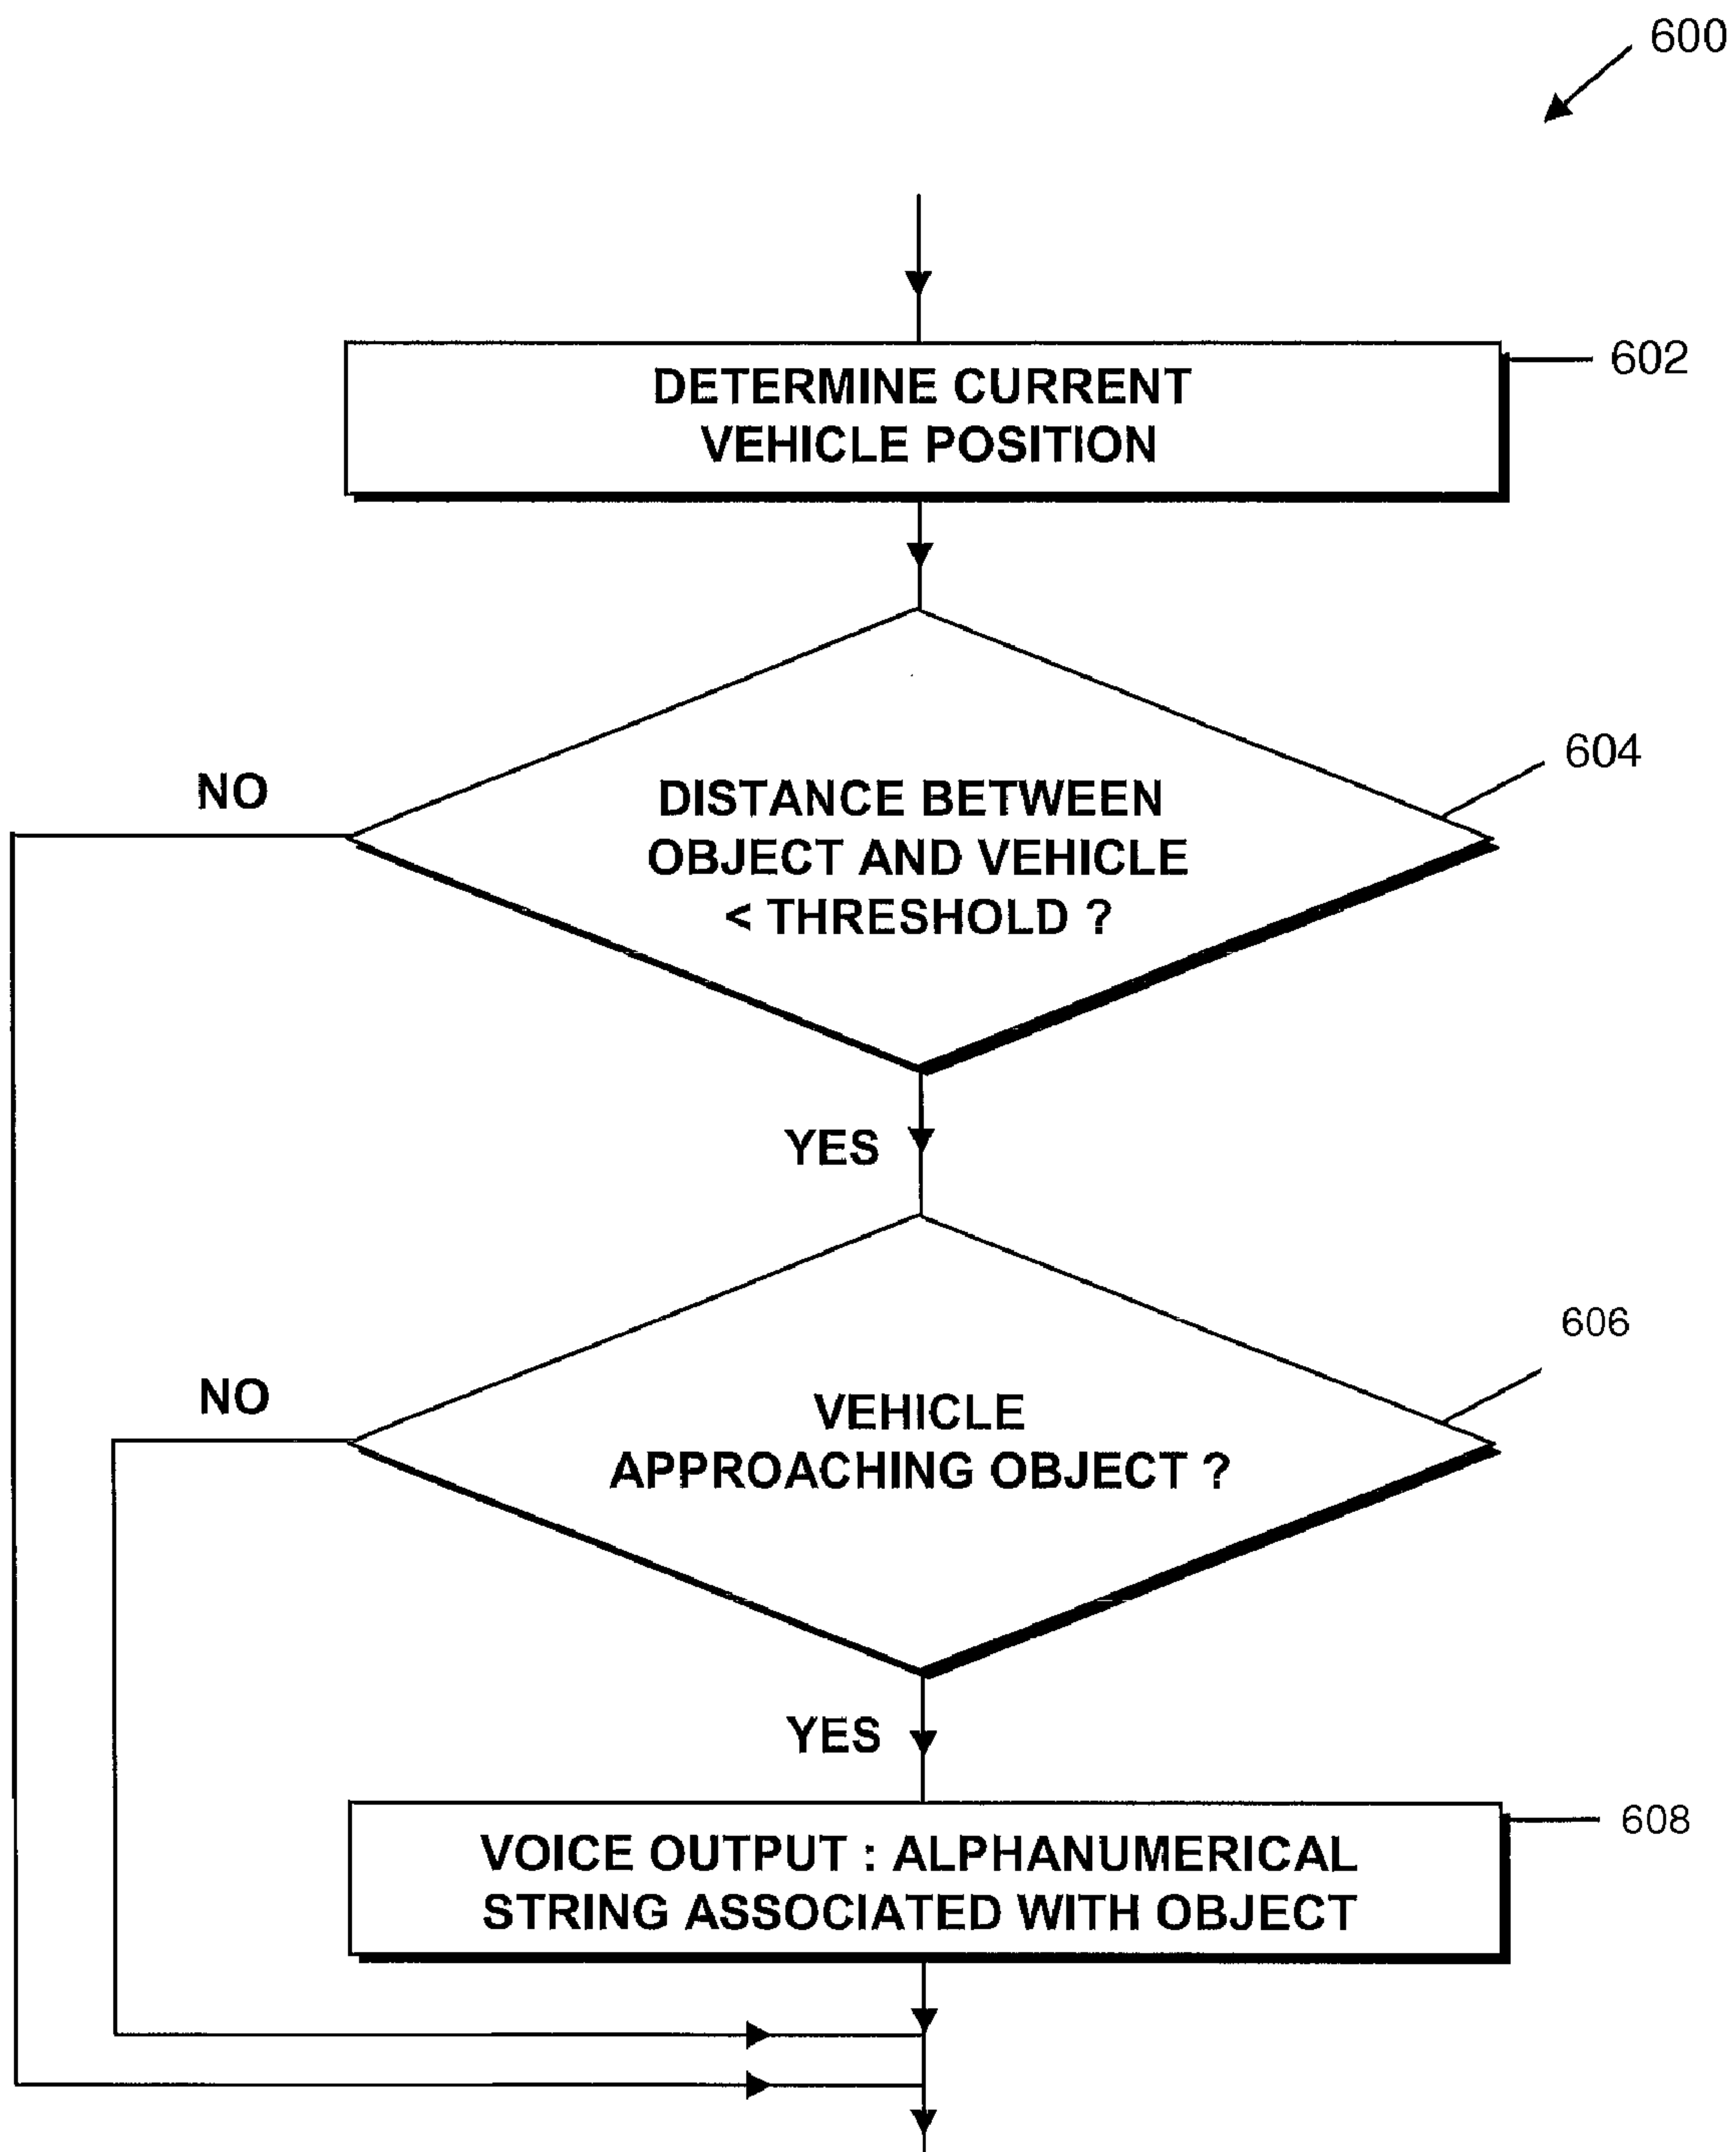 600
DETERMINE CURRENT
VEHICLE POSITION
602
NO
DISTANCE BETWEEN
OBJECT AND VEHICLE
< THRESHOLD ?
604
YES
606
NO
VEHICLE
APPROACHING OBJECT ?
YES
VOICE OUTPUT : ALPHANUMERICAL
STRING ASSOCIATED WITH OBJECT
608